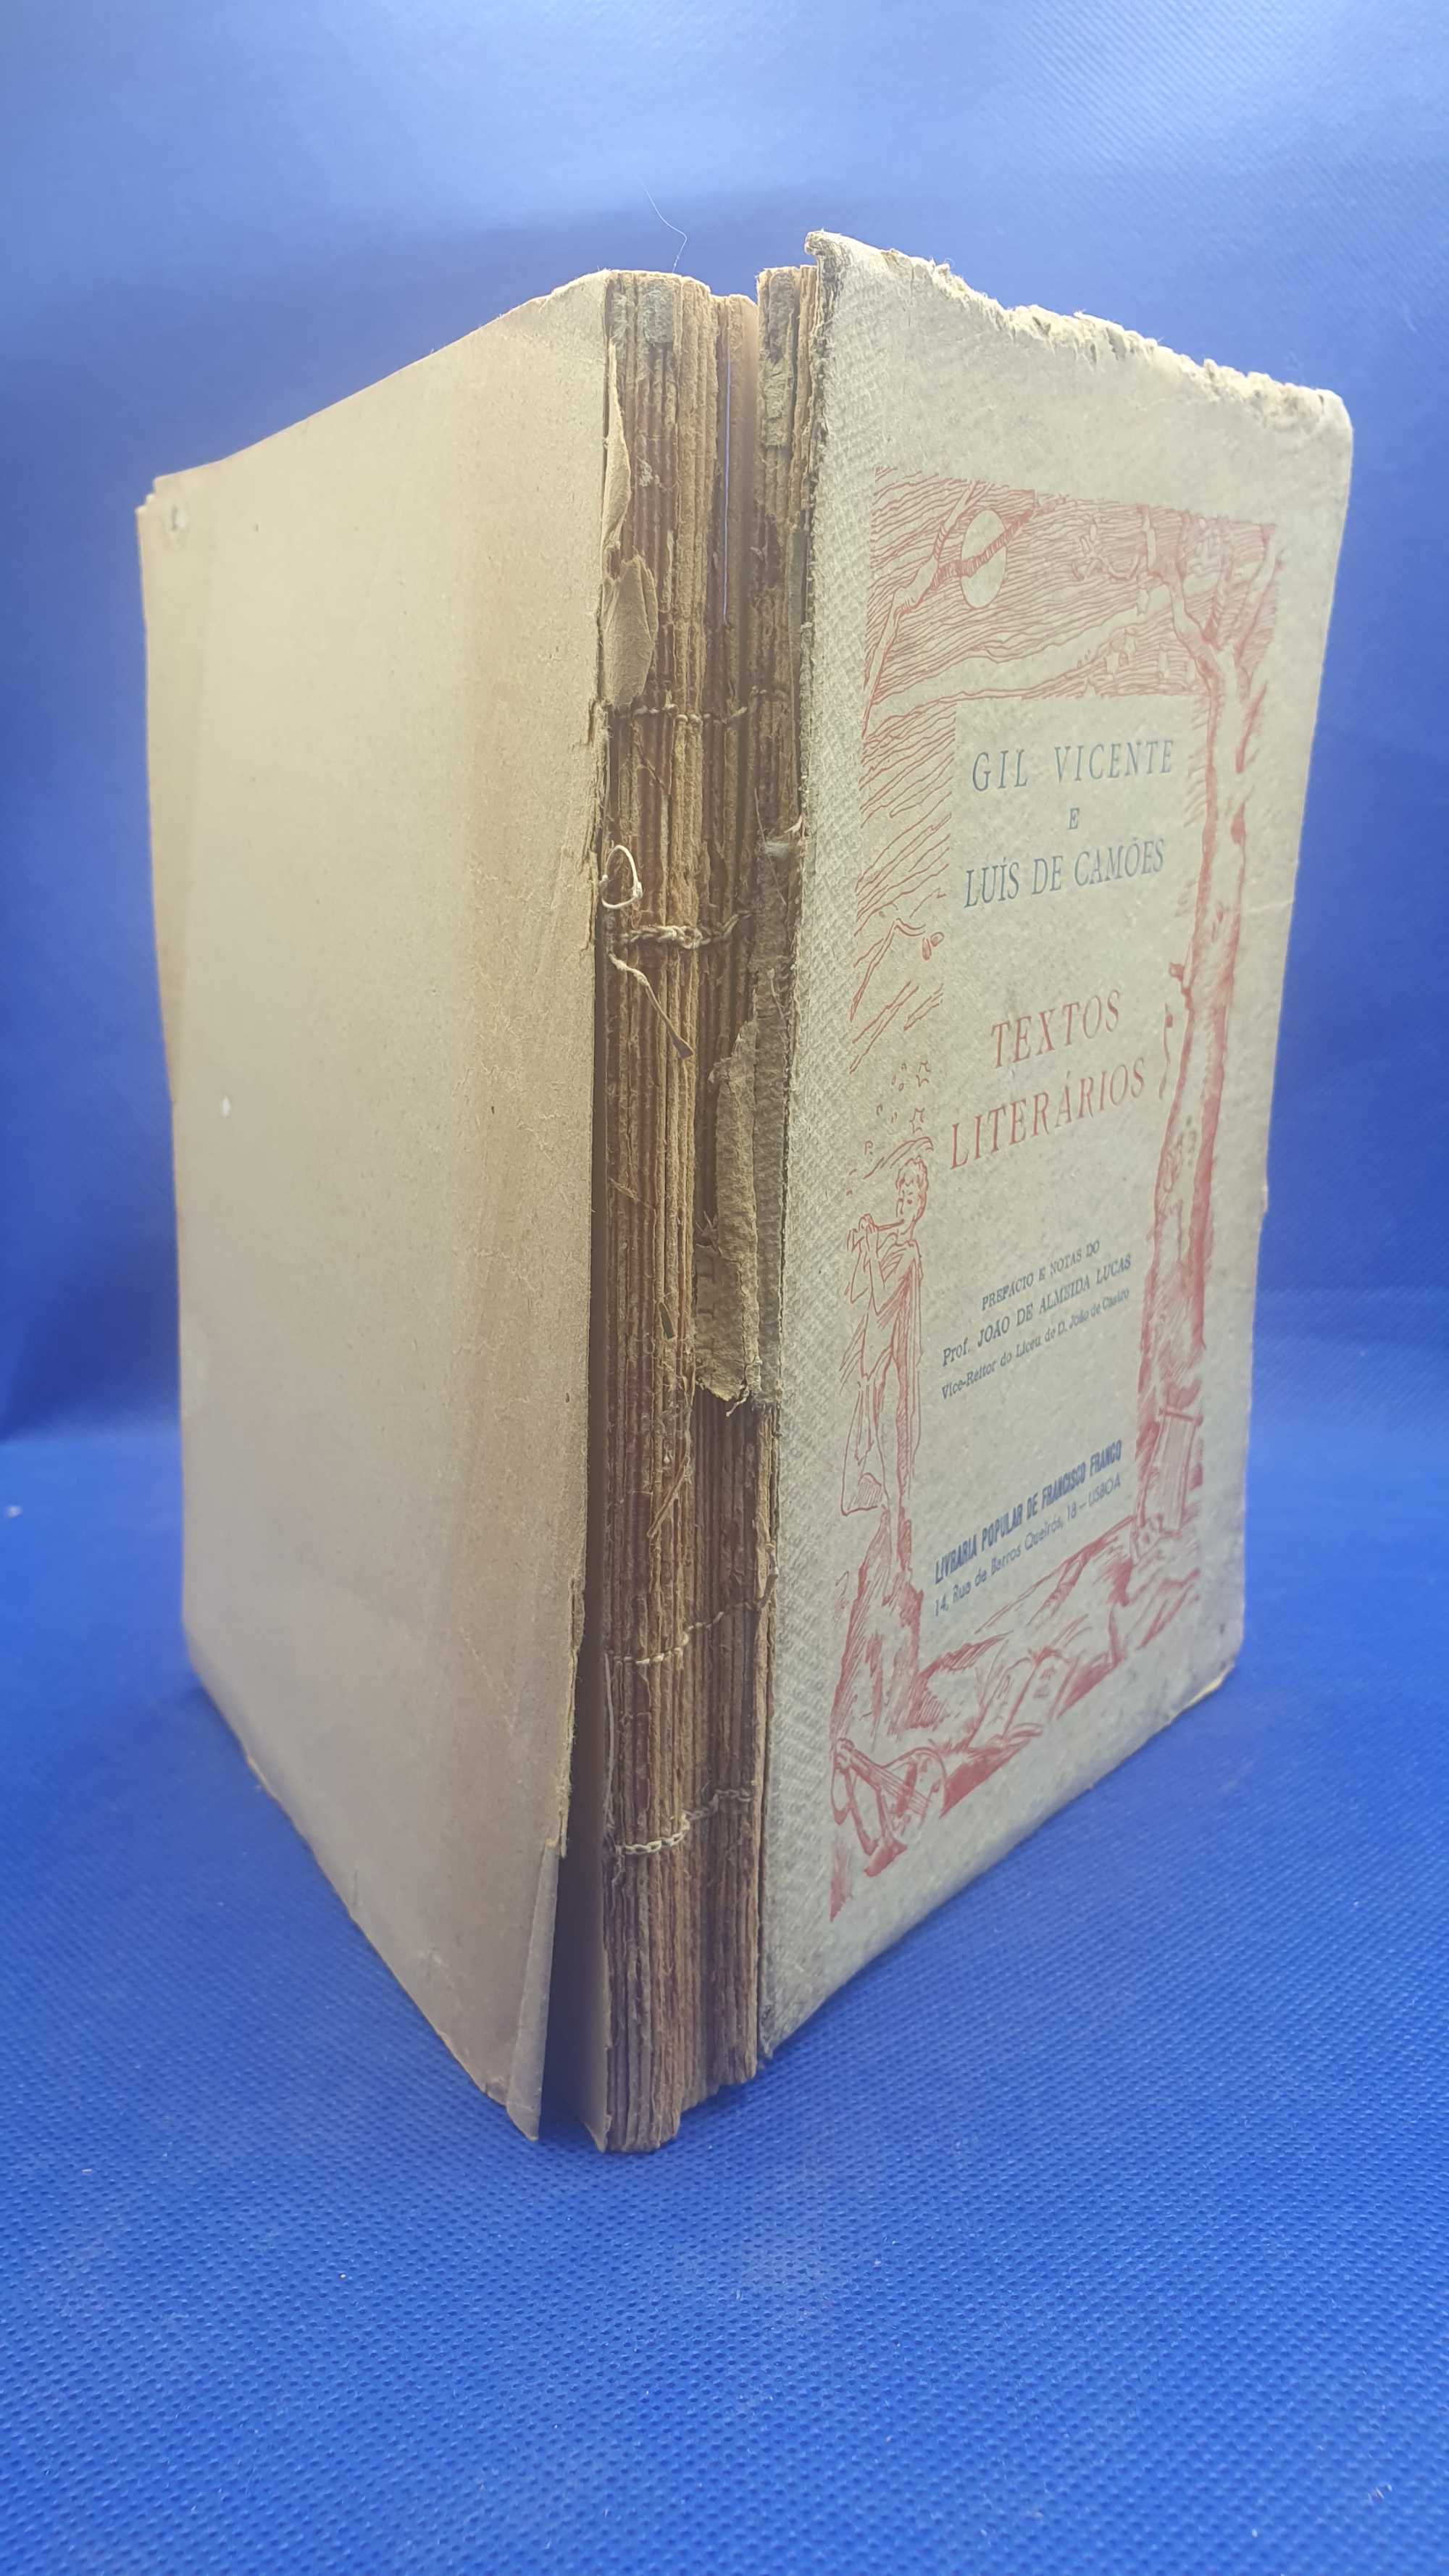 GIL VICENTE
E
LUÍS DE CAMÕES
TEXTOS
LITERÁRIOS
PREFÁCIO E NOTAS DO
Prof. JOÃO DE ALMEIDA LUCAS
Vice-Reitor do Liceu de D. João de Castro
LIVRARIA POPULAR DE FRANCISCO FRANCO
14, Rua de Barros Queirós, 18 — LISBOA